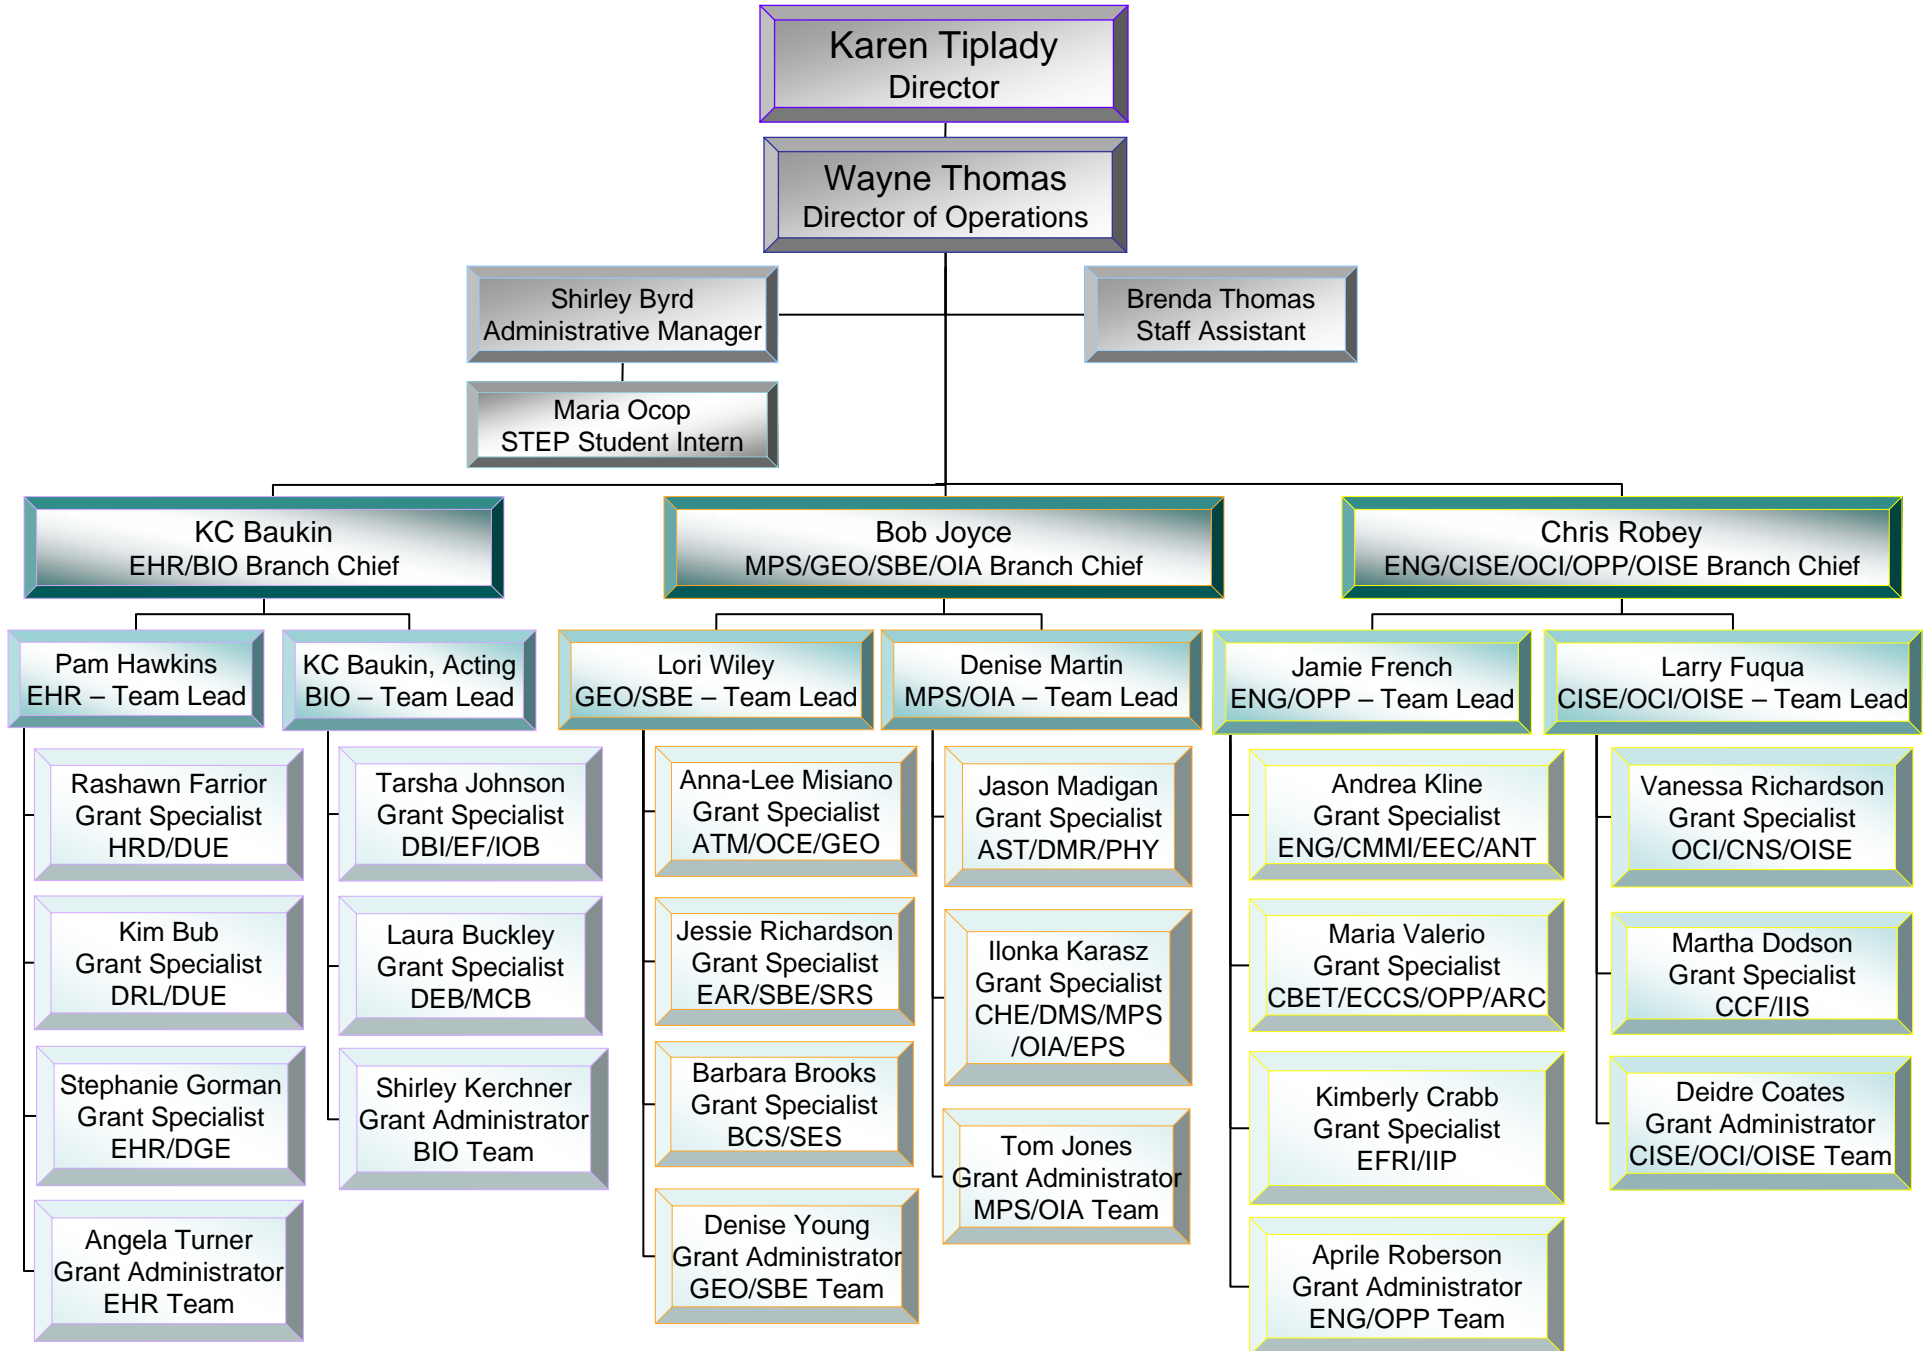 Karen Tiplady
Director
Wayne Thomas
Director of Operations
Shirley Byrd
Administrative Manager
Brenda Thomas
Staff Assistant
Maria Ocop
STEP Student Intern
KC Baukin
EHR/BIO Branch Chief
Bob Joyce
MPS/GEO/SBE/OIA Branch Chief
Chris Robey
ENG/CISE/OCI/OPP/OISE Branch Chief
Pam Hawkins
EHR – Team Lead
KC Baukin, Acting
BIO – Team Lead
Lori Wiley
GEO/SBE – Team Lead
Denise Martin
MPS/OIA – Team Lead
Jamie French
ENG/OPP – Team Lead
Larry Fuqua
CISE/OCI/OISE – Team Lead
Rashawn Farrior
Grant Specialist
HRD/DUE
Kim Bub
Grant Specialist
DRL/DUE
Stephanie Gorman
Grant Specialist
EHR/DGE
Angela Turner
Grant Administrator
EHR Team
Tarsha Johnson
Grant Specialist
DBI/EF/IOB
Laura Buckley
Grant Specialist
DEB/MCB
Shirley Kerchner
Grant Administrator
BIO Team
Anna-Lee Misiano
Grant Specialist
ATM/OCE/GEO
Jessie Richardson
Grant Specialist
EAR/SBE/SRS
Barbara Brooks
Grant Specialist
BCS/SES
Denise Young
Grant Administrator
GEO/SBE Team
Jason Madigan
Grant Specialist
AST/DMR/PHY
Ilonka Karasz
Grant Specialist
CHE/DMS/MPS
/OIA/EPS
Tom Jones
Grant Administrator
MPS/OIA Team
Andrea Kline
Grant Specialist
ENG/CMMI/EEC/ANT
Maria Valerio
Grant Specialist
CBET/ECCS/OPP/ARC
Kimberly Crabb
Grant Specialist
EFRI/IIP
Aprile Roberson
Grant Administrator
ENG/OPP Team
Vanessa Richardson
Grant Specialist
OCI/CNS/OISE
Martha Dodson
Grant Specialist
CCF/IIS
Deidre Coates
Grant Administrator
CISE/OCI/OISE Team